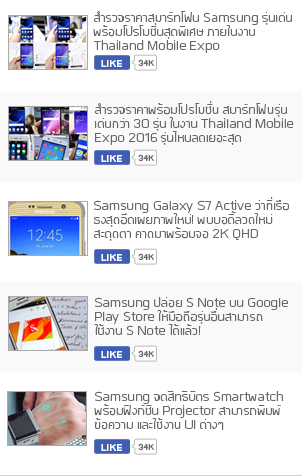 สำรวจราคาสมาร์ทโฟน Samsung รุ่นเด่น
พร้อมโปรโมชั่นสุดพิเศษ ภายในงาน
Thailand Mobile Expo
LIKE 34K
สำรวจราคาพร้อมโปรโมชั่น สมาร์ทโฟนรุ่น
เด่นกว่า 30 รุ่น ในงาน Thailand Mobile
Expo 2016 รุ่นไหนลดเยอะสุด
LIKE 34K
Samsung Galaxy S7 Active ว่าที่เรือ
ธงสุดอึดเผยภาพใหม่! พบบอดี้ลวดใหม่
สะดุดตา คาดมาพร้อมจอ 2K QHD
12:45
LIKE 34K
Samsung ปล่อย S Note บน Google
Play Store ให้มือถือรุ่นอื่นสามารถ
ใช้งาน S Note ได้แล้ว!
LIKE 34K
Samsung จดสิทธิบัตร Smartwatch
พร้อมฟังก์ชั่น Projector สามารถพิมพ์
ข้อความ และใช้งาน UI ต่างๆ
LIKE 34K